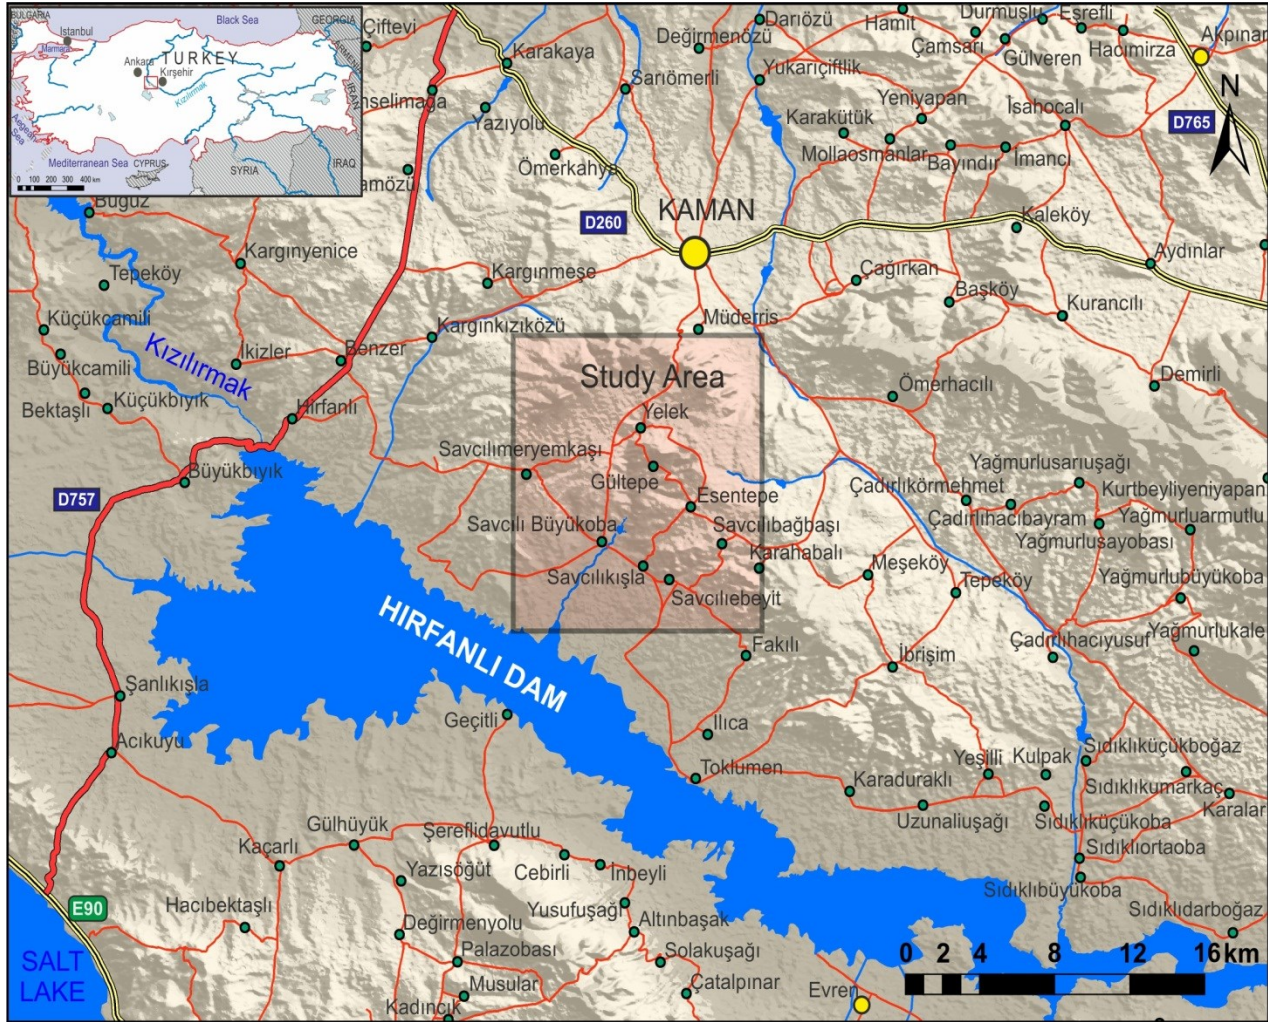 BULGARIA
Black Sea
GEORGIA
Istanbul
Marmara
TURKEY
Ankara
Kırşehir
Kızılırmak
IRAN
Aegean
Sea
Mediterranean Sea
CYPRUS
SYRIA
IRAQ
0 100 200 300 400 km
Çiftevi
Karakaya
Değirmenözü
Darıözü
Hamit
Durmuşlu
Eşrefli
Çamsarı
Gülveren
Hacımirza
Akpınar
Sarıömerli
Yukarıçiftlik
N
Yazıyolu
Yeniyapan
İsahocalı
D765
Karakütük
Ömerkahya
Mollaosmanlar
Bayındır
İmancı
KAMAN
D260
Kaleköy
Buğüz
Kargınyenice
Aydınlar
Tepeköy
Kargınmeşe
Çağırkan
Başköy
Kurancılı
Küçükcamili
Kargınkızıközü
Müderris
Kızılırmak
İkizler
Benzer
Büyükcamili
Study Area
Demirli
Ömerhacılı
Bektaşlı
Küçükbıyık
Hirfanlı
Yelek
Savcılımeryemkaşı
Büyükbıyık
Gültepe
Yağmurlusarıuşağı
D757
Esentepe
Çadırlıkörmehmet
Kurtbeyliyeniyapan
Savcılı Büyükoba
Savcılıbağbaşı
Çadırlıhacıbayram
Yağmurluarmutlu
Yağmurlusayobası
Karahabalı
Meşeköy
Savcılıkışla
Tepeköy
Yağmurlubüyükoba
Savcılıebeyit
HIRFANLI DAM
Fakılı
İbrişim
Çadırlıhacıyusuf
Yağmurlukale
Şanlıkışla
Geçitli
Ilıca
Acıkuyu
Toklumen
Yeşilli
Kulpak
Sıdıklıküçükboğaz
Karaduraklı
Sıdıklıkumarkaç
Karalar
Uzunaliuşağı
Sıdıklıküçükoba
Gülhüyük
Şereflidavutlu
Kaçarlı
Sıdıklıortaoba
Yazısöğüt
Cebirli
İnbeyli
Sıdıklıbüyükoba
E90
Hacıbektaşlı
Yusufuşağı
Sıdıklıdarboğaz
Değirmenyolu
Altınbaşak
SALT
LAKE
Palazobası
Solakuşağı
0 2 4 8 12 16 km
Musular
Çatalpınar
Evren
Kadıncık